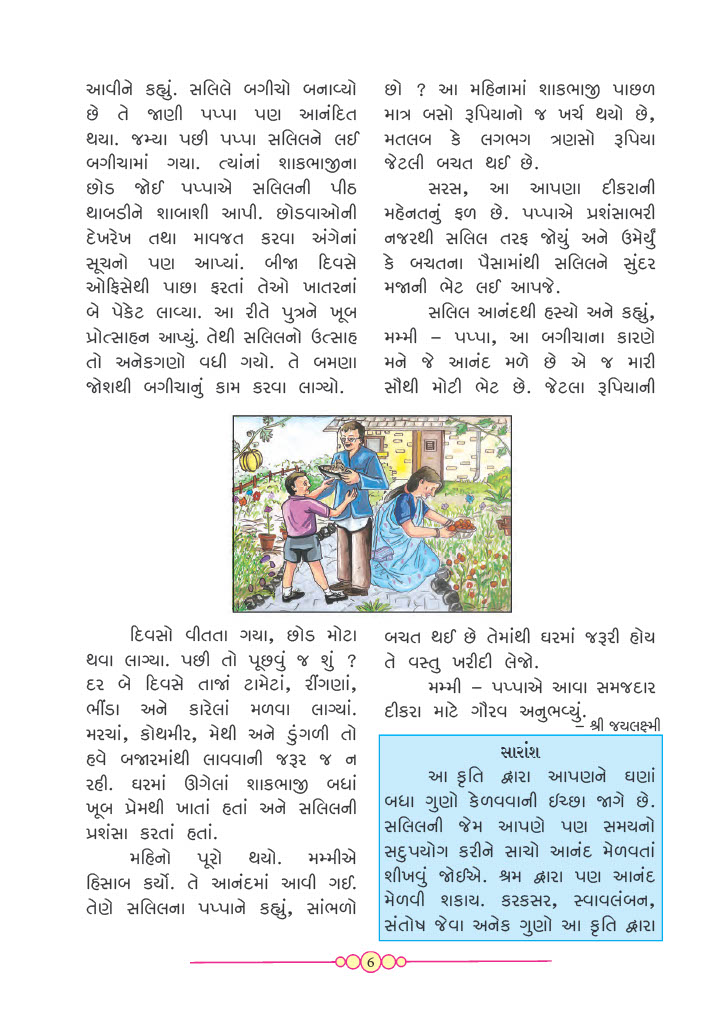 આવીને કહ્યું. સલિલે બગીચો બનાવ્યો
છે તે જાણી પપ્પા પણ આનંદિત
થયા. જમ્યા પછી પપ્પા સલિલને લઈ
બગીચામાં ગયા. ત્યાંનાં શાકભાજીના
છોડ જોઈ પપ્પાએ સલિલની પીઠ
થાબડીને શાબાશી આપી. છોડવાઓની
દેખરેખ તથા માવજત કરવા અંગેનાં
સૂચનો પણ આપ્યાં. બીજા દિવસે
ઓફિસેથી પાછા ફરતાં તેઓ ખાતરનાં
બે પેકેટ લાવ્યા. આ રીતે પુત્રને ખૂબ
પ્રોત્સાહન આપ્યું. તેથી સલિલનો ઉત્સાહ
તો અનેકગણો વધી ગયો. તે બમણા
જોશથી બગીચાનું કામ કરવા લાગ્યો.
છો ? આ મહિનામાં શાકભાજી પાછળ
માત્ર બસો રૂપિયાનો જ ખર્ચ થયો છે,
મતલબ કે લગભગ ત્રણસો રૂપિયા
જેટલી બચત થઈ છે.
સરસ, આ આપણા દીકરાની
મહેનતનું ફળ છે. પપ્પાએ પ્રશંસાભરી
નજરથી સલિલ તરફ જોયું અને ઉમેર્યું
કે બચતના પૈસામાંથી સલિલને સુંદર
મજાની ભેટ લઈ આપજે.
સલિલ આનંદથી હસ્યો અને કહ્યું,
મમ્મી – પપ્પા, આ બગીચાના કારણે
મને જે આનંદ મળે છે એ જ મારી
સૌથી મોટી ભેટ છે. જેટલા રૂપિયાની
દિવસો વીતતા ગયા, છોડ મોટા
થવા લાગ્યા. પછી તો પૂછવું જ શું ?
દર બે દિવસે તાજાં ટામેટાં, રીંગણાં,
ભીંડા અને કારેલાં મળવા લાગ્યાં.
મરચાં, કોથમીર, મેથી અને ડુંગળી તો
હવે બજારમાંથી લાવવાની જરૂર જ ન
રહી. ઘરમાં ઊગેલાં શાકભાજી બધાં
ખૂબ પ્રેમથી ખાતાં હતાં અને સલિલની
પ્રશંસા કરતાં હતાં.
મહિનો પૂરો થયો. મમ્મીએ
હિસાબ કર્યો. તે આનંદમાં આવી ગઈ.
તેણે સલિલના પપ્પાને કહ્યું, સાંભળો
બચત થઈ છે તેમાંથી ઘરમાં જરૂરી હોય
તે વસ્તુ ખરીદી લેજો.
મમ્મી – પપ્પાએ આવા સમજદાર
દીકરા માટે ગૌરવ અનુભવ્યું.
– શ્રી જયલક્ષ્મી
સારાંશ
આ કૃતિ દ્વારા આપણને ઘણાં
બધા ગુણો કેળવવાની ઈચ્છા જાગે છે.
સલિલની જેમ આપણે પણ સમયનો
સદુપયોગ કરીને સાચો આનંદ મેળવતાં
શીખવું જોઈએ. શ્રમ દ્વારા પણ આનંદ
મેળવી શકાય. કરકસર, સ્વાવલંબન,
સંતોષ જેવા અનેક ગુણો આ કૃતિ દ્વારા
6